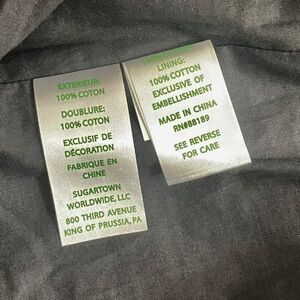 EXTERIEUR:
100% COTON
DOUBLURE:
100% COTON
EXCLUSIF DE
DÉCORATION
FABRIQUE EN
CHINE
SUGARTOWN
WORLDWIDE, LLC
800 THIRD AVENUE
KING OF PRUSSIA, PA
LINING:
100% COTTON
EXCLUSIVE OF
EMBELLISHMENT
MADE IN CHINA
RN#88189
SEE REVERSE
FOR CARE